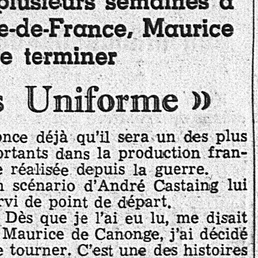 plusieurs semaines à
e-de-France, Maurice
e terminer
s Uniforme »
once déjà qu'il sera un des plus
ortants dans la production fran-
e réalisée depuis la guerre.
n scénario d'André Castaing lui
rvi de point de départ.
Dès que je l'ai eu lu, me disait
Maurice de Canonge, j'ai décidé
e tourner. C'est une des histoires